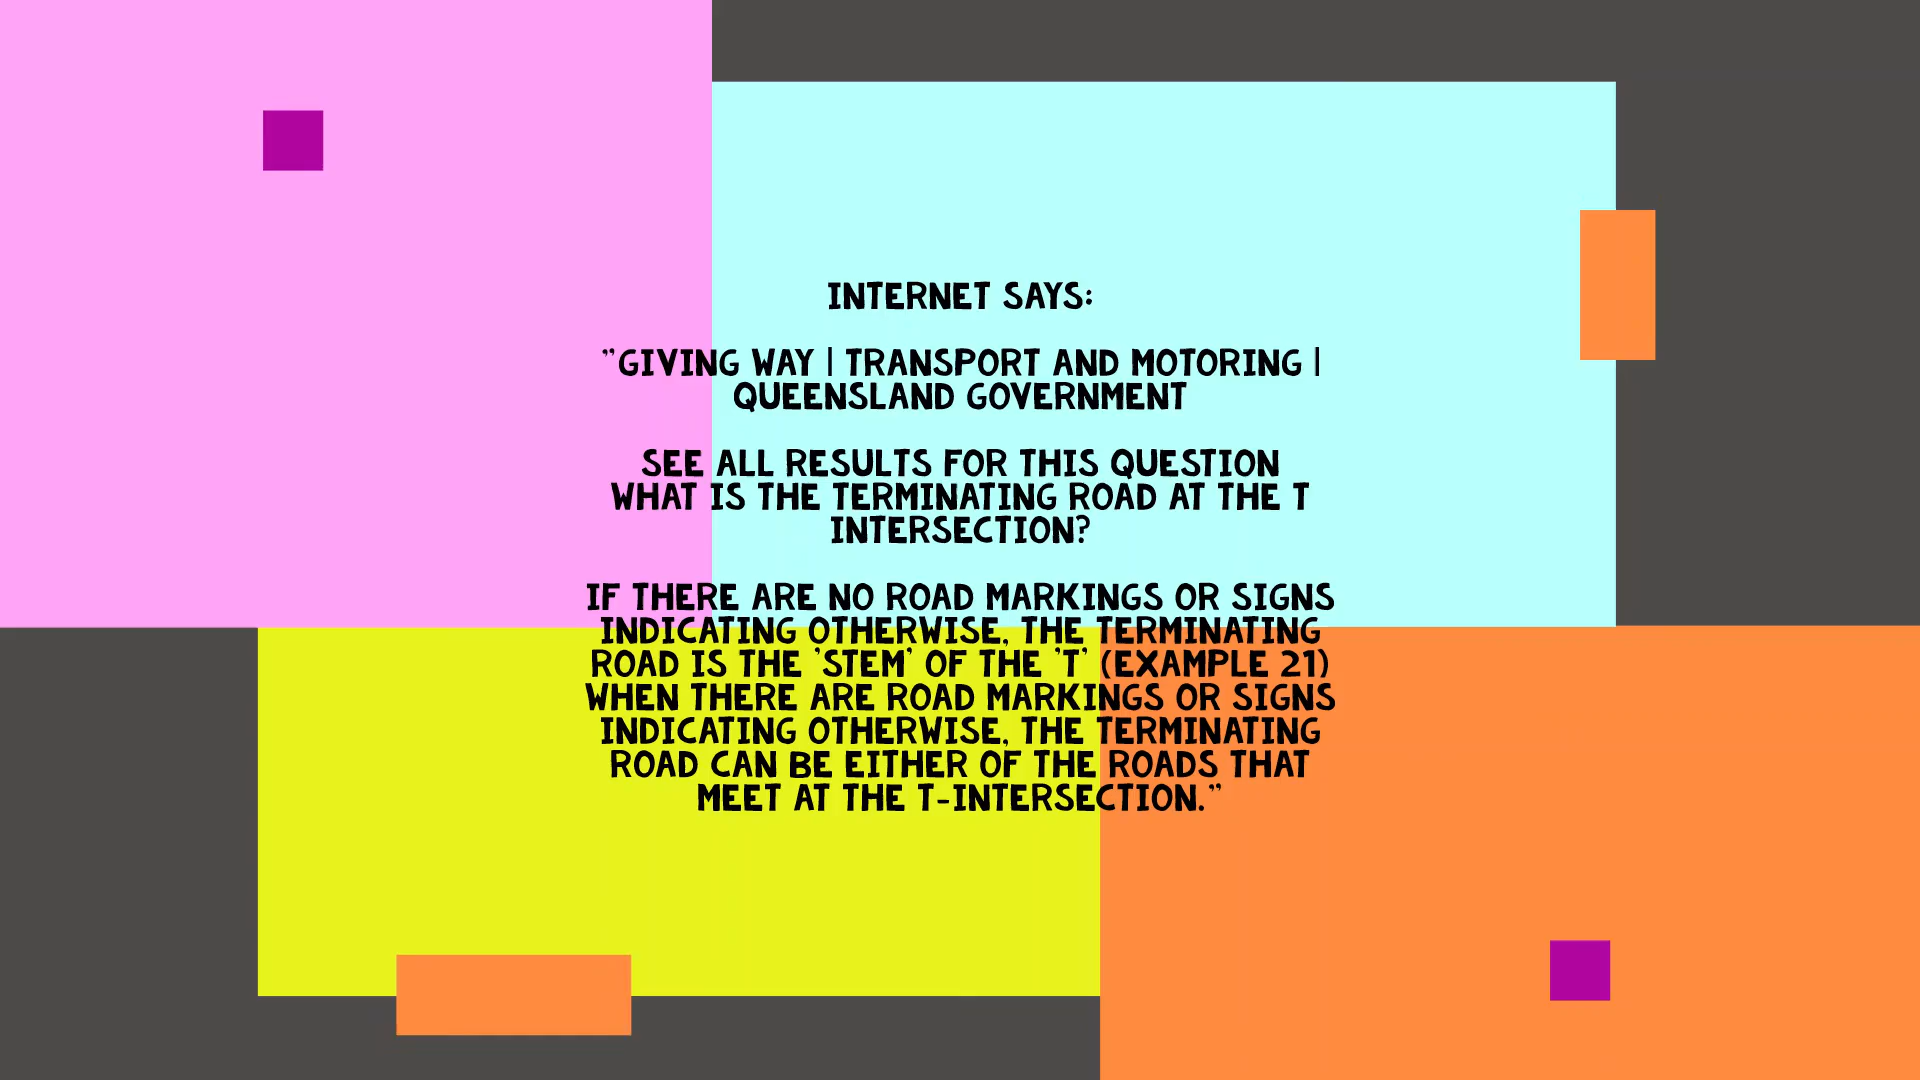 INTERNET SAYS:
"GIVING WAY | TRANSPORT AND MOTORING |
QUEENSLAND GOVERNMENT
SEE ALL RESULTS FOR THIS QUESTION
WHAT IS THE TERMINATING ROAD AT THE T
INTERSECTION?
IF THERE ARE NO ROAD MARKINGS OR SIGNS
INDICATING OTHERWISE, THE TERMINATING
ROAD IS THE 'STEM' OF THE 'T' (EXAMPLE 21)
WHEN THERE ARE ROAD MARKINGS OR SIGNS
INDICATING OTHERWISE, THE TERMINATING
ROAD CAN BE EITHER OF THE ROADS THAT
MEET AT THE T-INTERSECTION."